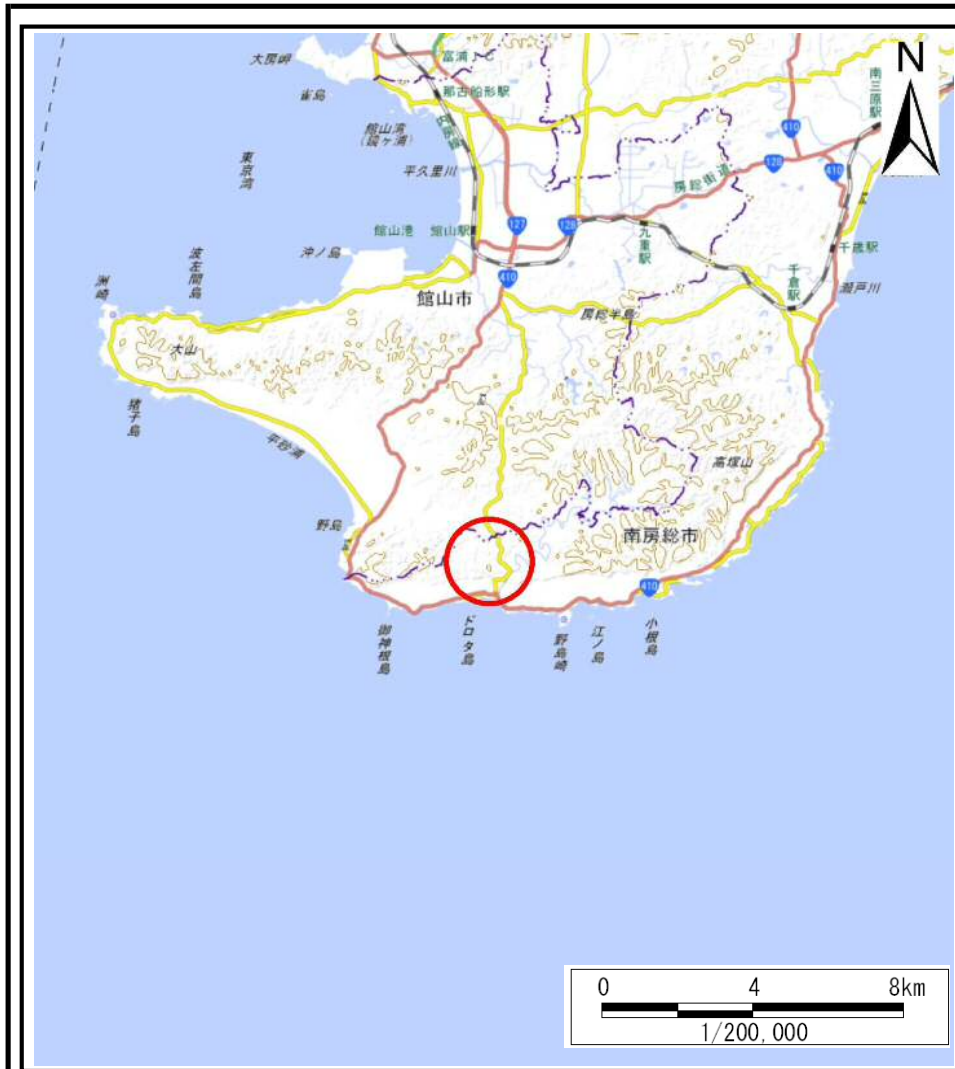 大房岬
富浦JC
南三原駅
N
雀島
那古船形駅
館山湾
(鏡ヶ浦)
内房線
410
東京湾
平久里川
128
410
房総街道
館山港
館山駅
127
128
九重駅
千歳駅
沖ノ島
波左間島
洲崎
410
千倉駅
瀬戸川
館山市
房総半島
大山
猪子島
平砂浦
高塚山
野島
南房総市
410
御神根島
ドロタ島
野島崎
江ノ島
小根島
0 4 8km
1/200,000